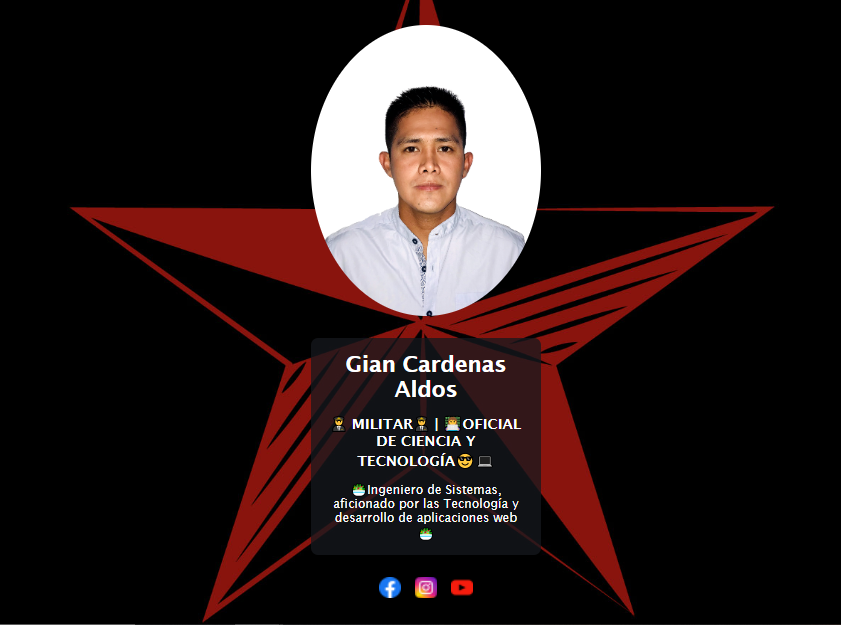 Gian Cardenas
Aldos
MILITAR | OFICIAL
DE CIENCIA Y
TECNOLOGÍA
Ingeniero de Sistemas,
aficionado por las Tecnología y
desarrollo de aplicaciones web